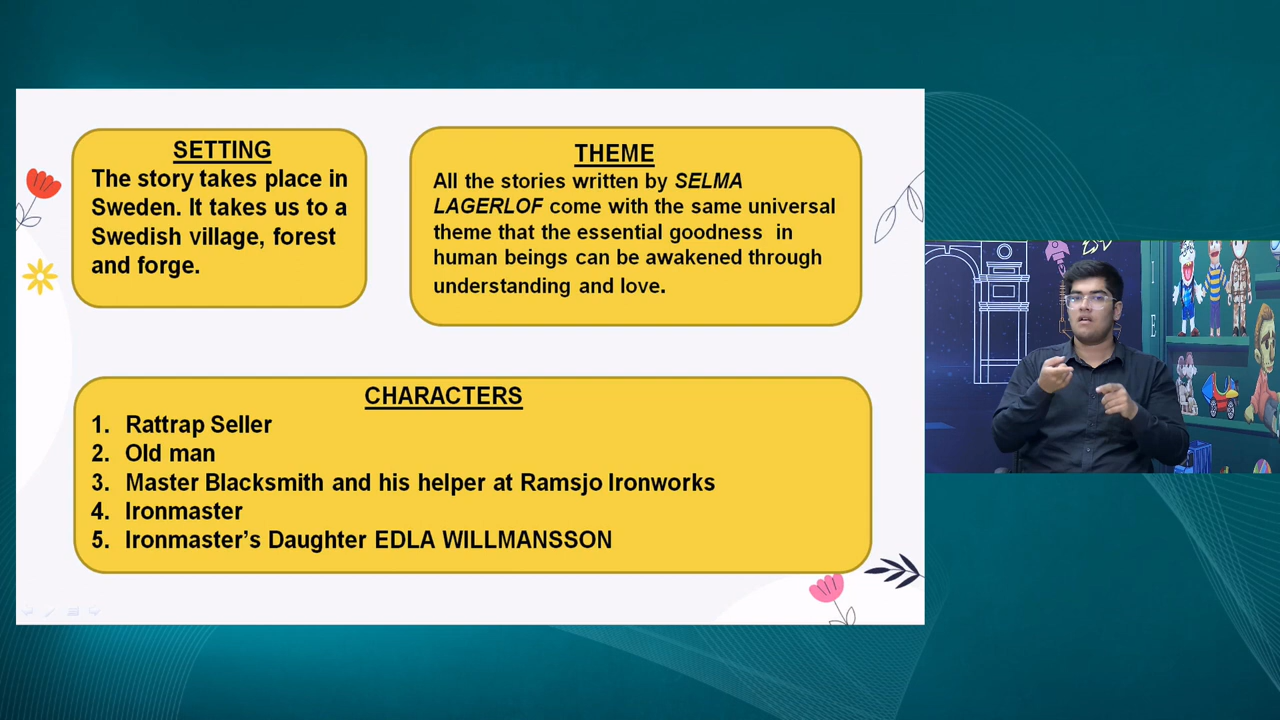 SETTING
The story takes place in
Sweden. It takes us to a
Swedish village, forest
and forge.
THEME
All the stories written by SELMA
LAGERLOF come with the same universal
theme that the essential goodness in
human beings can be awakened through
understanding and love.
CHARACTERS
1. Rattrap Seller
2. Old man
3. Master Blacksmith and his helper at Ramsjo Ironworks
4. Ironmaster
5. Ironmaster's Daughter EDLA WILLMANSSON